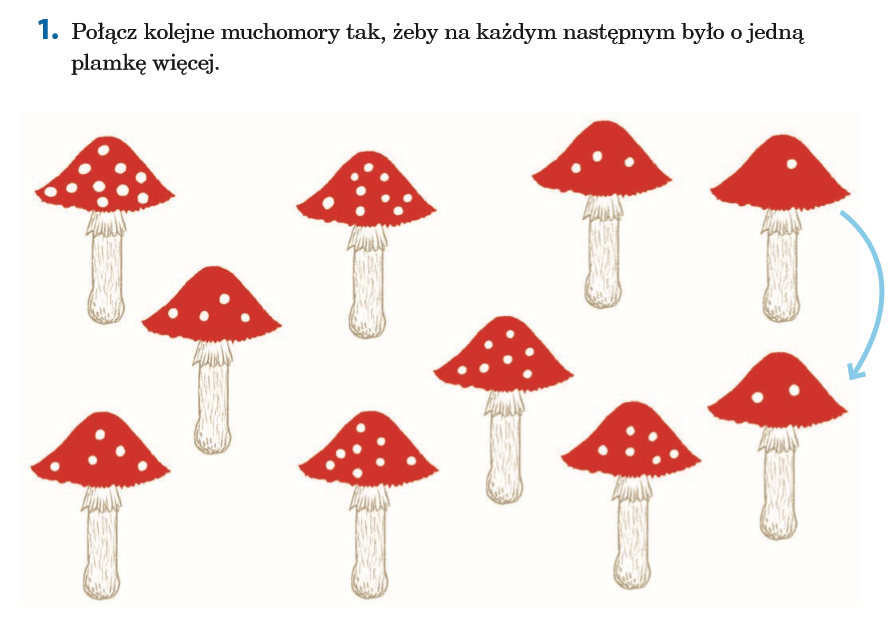 1. Połącz kolejne muchomory tak, żeby na każdym następnym było o jedną
plamkę więcej.